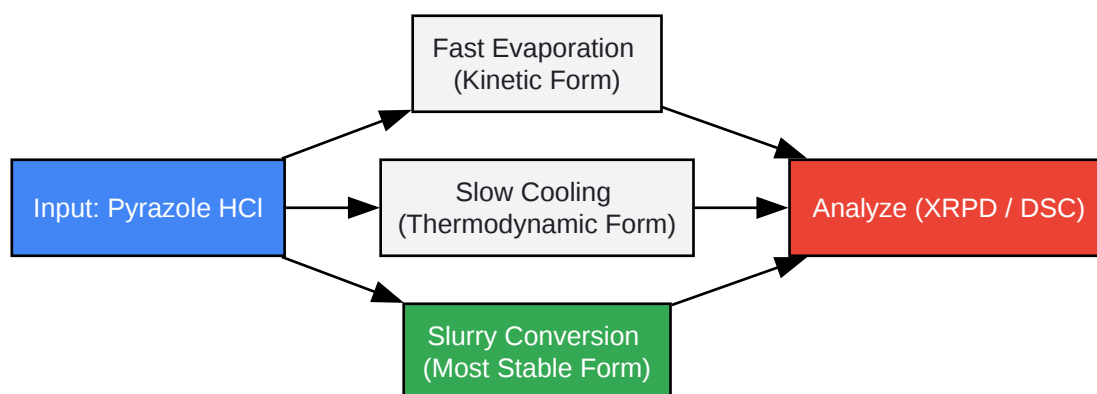 Fast Evaporation
(Kinetic Form)
Input: Pyrazole HCl
Slow Cooling
(Thermodynamic Form)
Analyze (XRPD / DSC)
Slurry Conversion
(Most Stable Form)